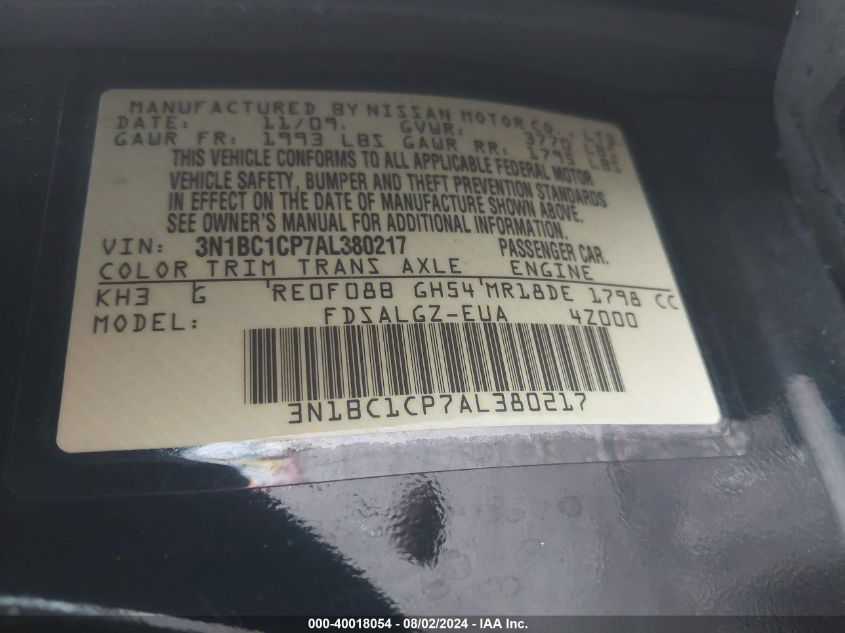 MANUFACTURED BY NISSAN MOTOR CO., LTD.
DATE: 11/09. GVWR: 3770 LBS
GAWR FR: 1993 LBS GAWR RR: 1795 LBS
THIS VEHICLE CONFORMS TO ALL APPLICABLE FEDERAL MOTOR
VEHICLE SAFETY, BUMPER AND THEFT PREVENTION STANDARDS
IN EFFECT ON THE DATE OF MANUFACTURE SHOWN ABOVE.
SEE OWNER'S MANUAL FOR ADDITIONAL INFORMATION.
VIN: 3N1BC1CP7AL380217 PASSENGER CAR.
COLOR TRIM TRANS AXLE ENGINE
KH3 G RE0F08B GH54 MR18DE 1798 CC
MODEL: FDSALGZ-EUA 4Z000
3N1BC1CP7AL380217
000-40018054 - 08/02/2024 - IAA Inc.